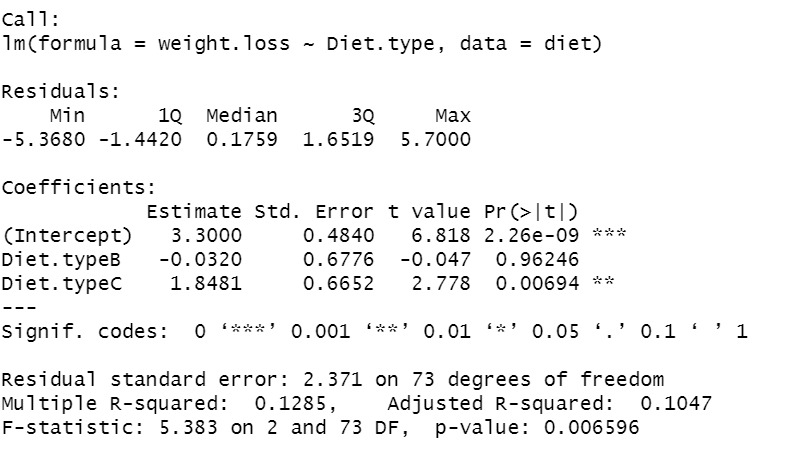 Call:
lm(formula = weight.loss ~ Diet.type, data = diet)
Residuals:
Min 1Q Median 3Q Max
-5.3680 -1.4420 0.1759 1.6519 5.7000
Coefficients:
Estimate Std. Error t value Pr(>|t|)
(Intercept) 3.3000 0.4840 6.818 2.26e-09 ***
Diet.typeB -0.0320 0.6776 -0.047 0.96246
Diet.typeC 1.8481 0.6652 2.778 0.00694 **
---
Signif. codes: 0 ‘***’ 0.001 ‘**’ 0.01 ‘*’ 0.05 ‘.’ 0.1 ‘ ’ 1
Residual standard error: 2.371 on 73 degrees of freedom
Multiple R-squared: 0.1285, Adjusted R-squared: 0.1047
F-statistic: 5.383 on 2 and 73 DF, p-value: 0.006596